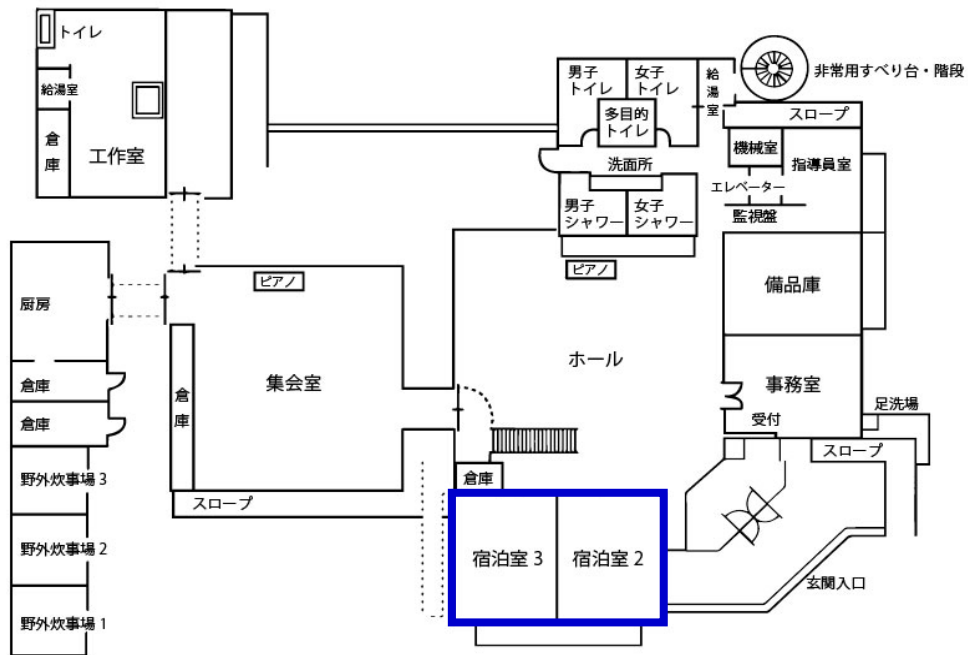 トイレ
給湯室
倉庫
工作室
男子
トイレ
女子
トイレ
給湯室
多目的
トイレ
洗面所
男子
シャワー
女子
シャワー
非常用すべり台・階段
スロープ
機械室
指導員室
エレベーター
監視盤
厨房
倉庫
倉庫
野外炊事場 3
野外炊事場 2
野外炊事場 1
ピアノ
集会室
倉庫
スロープ
ピアノ
ホール
備品庫
事務室
受付
足洗場
スロープ
倉庫
宿泊室 3
宿泊室 2
玄関入口